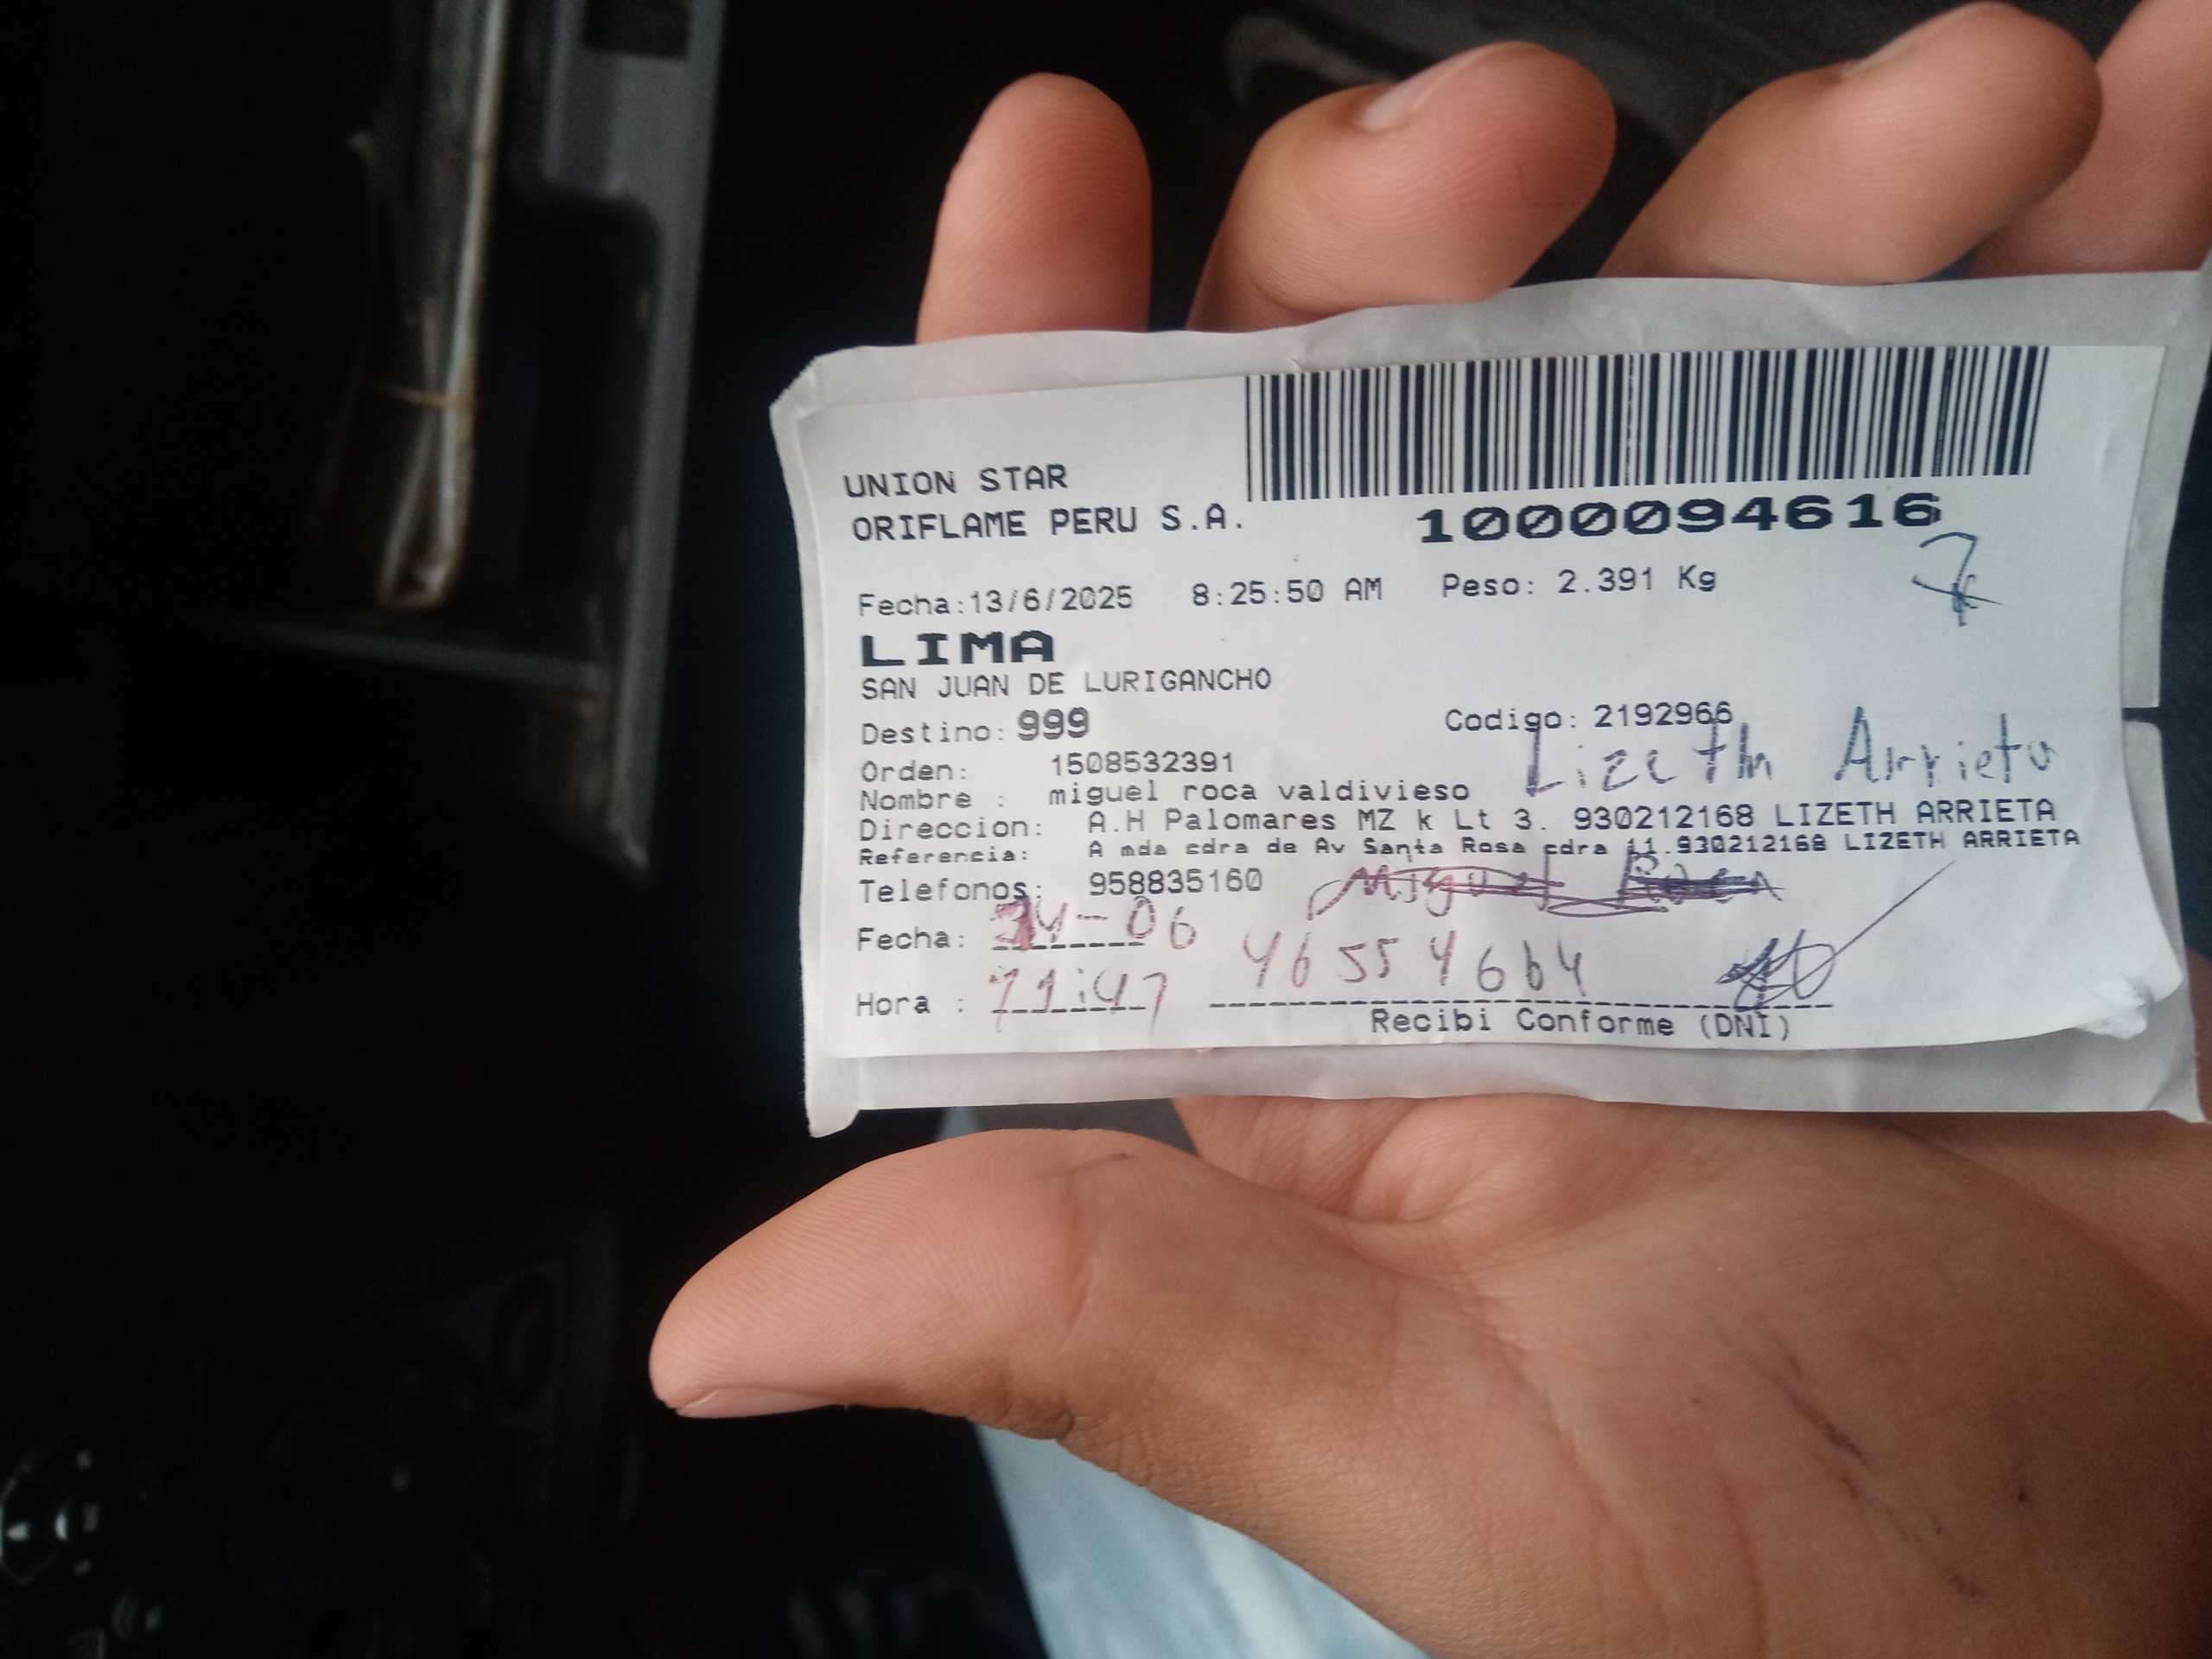 UNION STAR
ORIFLAME PERU S.A.
1000094616
Fecha:13/6/2025 8:25:50 AM Peso: 2.391 Kg
LIMA
SAN JUAN DE LURIGANCHO
Destino: 999 Codigo: 2192966
Lizeth Arrieta
Orden: 1508532391
Nombre : miguel roca valdivieso
Direccion: A.H Palomares MZ k Lt 3. 930212168 LIZETH ARRIETA
Referencia: A mda cdra de Av Santa Rosa cdra 11.930212168 LIZETH ARRIETA
Telefonos: 958835160 Miguel Roca
Fecha: -06
Hora : 11:47 46554664
Recibi Conforme (DNI)